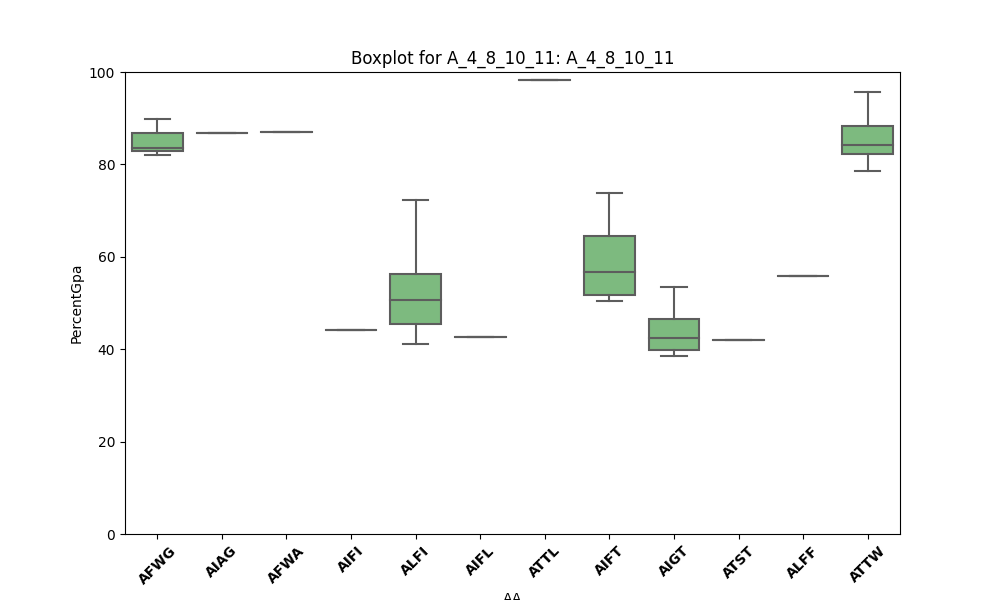 Boxplot for A_4_8_10_11: A_4_8_10_11
100
80
60
40
20
0
PercentGpa
AFWG AIAG AFWA AIFI ALFI AIFL ATTL AIFT AIGT ATST ALFF ATTW
AA